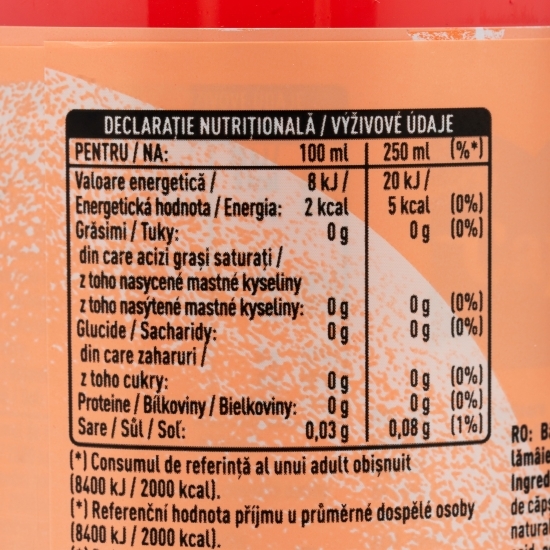 DECLARAȚIE NUTRIȚIONALĂ / VÝŽIVOVÉ ÚDAJE
PENTRU / NA: 100 ml 250 ml (%*)
Valoare energetică / 8 kJ / 20 kJ /
Energetická hodnota / Energia: 2 kcal 5 kcal (0%)
Grăsimi / Tuky: 0 g 0 g (0%)
din care acizi grași saturați /
z toho nasycené mastné kyseliny
z toho nasýtené mastné kyseliny: 0 g 0 g (0%)
Glucide / Sacharidy: 0 g 0 g (0%)
din care zaharuri /
z toho cukry: 0 g 0 g (0%)
Proteine / Bílkoviny / Bielkoviny: 0 g 0 g (0%)
Sare / Sůl / Soľ: 0,03 g 0,08 g (1%)
(*) Consumul de referință al unui adult obișnuit
(8400 kJ / 2000 kcal).
(*) Referenční hodnota příjmu u průměrné dospělé osoby
(8400 kJ / 2000 kcal).
RO:
lămâie
Ingred
de căps
natura